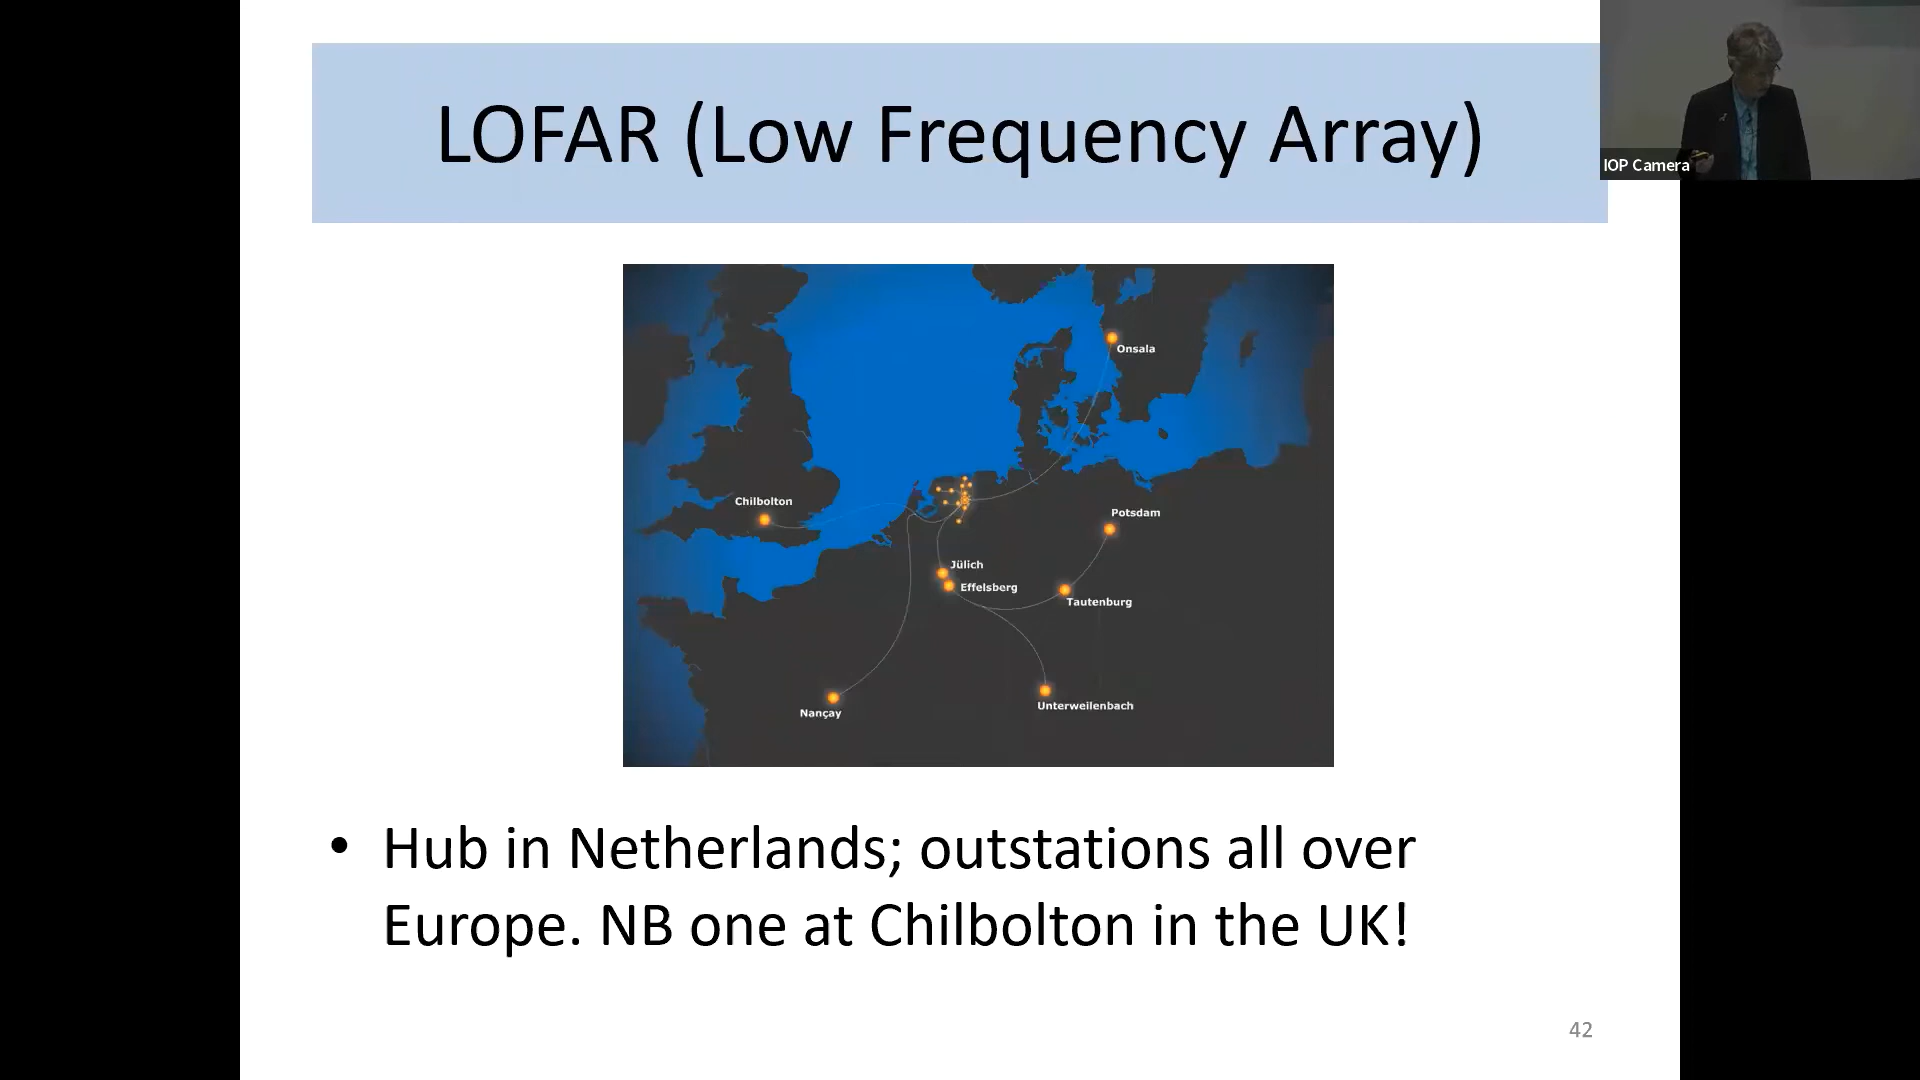 LOFAR (Low Frequency Array)
IOP Camera
Onsala
Chilbolton
Potsdam
Jülich
Effelsberg
Tautenburg
Nançay
Unterweilenbach
• Hub in Netherlands; outstations all over
Europe. NB one at Chilbolton in the UK!
42